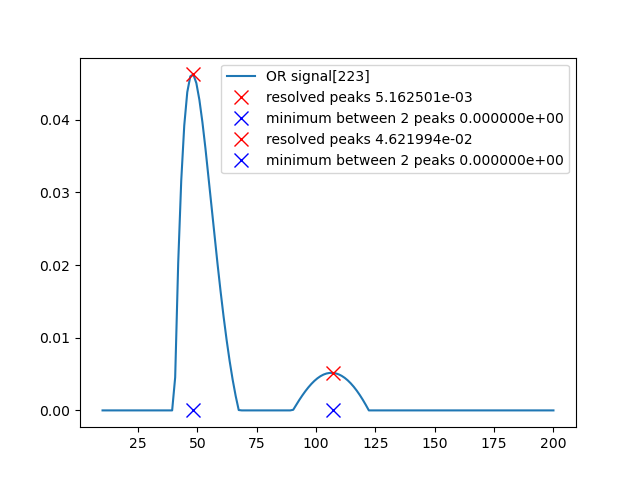 OR signal[223]
resolved peaks 5.162501e-03
minimum between 2 peaks 0.000000e+00
resolved peaks 4.621994e-02
minimum between 2 peaks 0.000000e+00
0.04
0.03
0.02
0.01
0.00
25 50 75 100 125 150 175 200